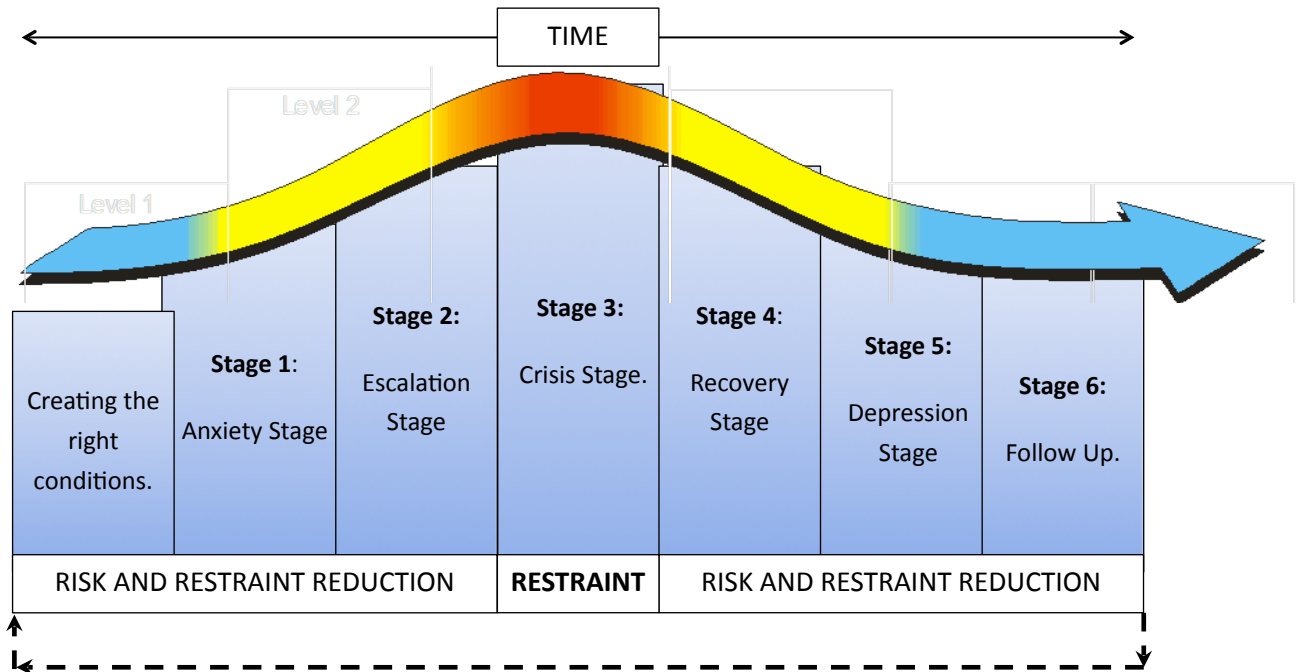 TIME
Level 2
Level 1
Creating the
right
conditions.
Stage 1:
Anxiety Stage
Stage 2:
Escalation
Stage
Stage 3:
Crisis Stage.
Stage 4:
Recovery
Stage
Stage 5:
Depression
Stage
Stage 6:
Follow Up.
RISK AND RESTRAINT REDUCTION
RESTRAINT
RISK AND RESTRAINT REDUCTION